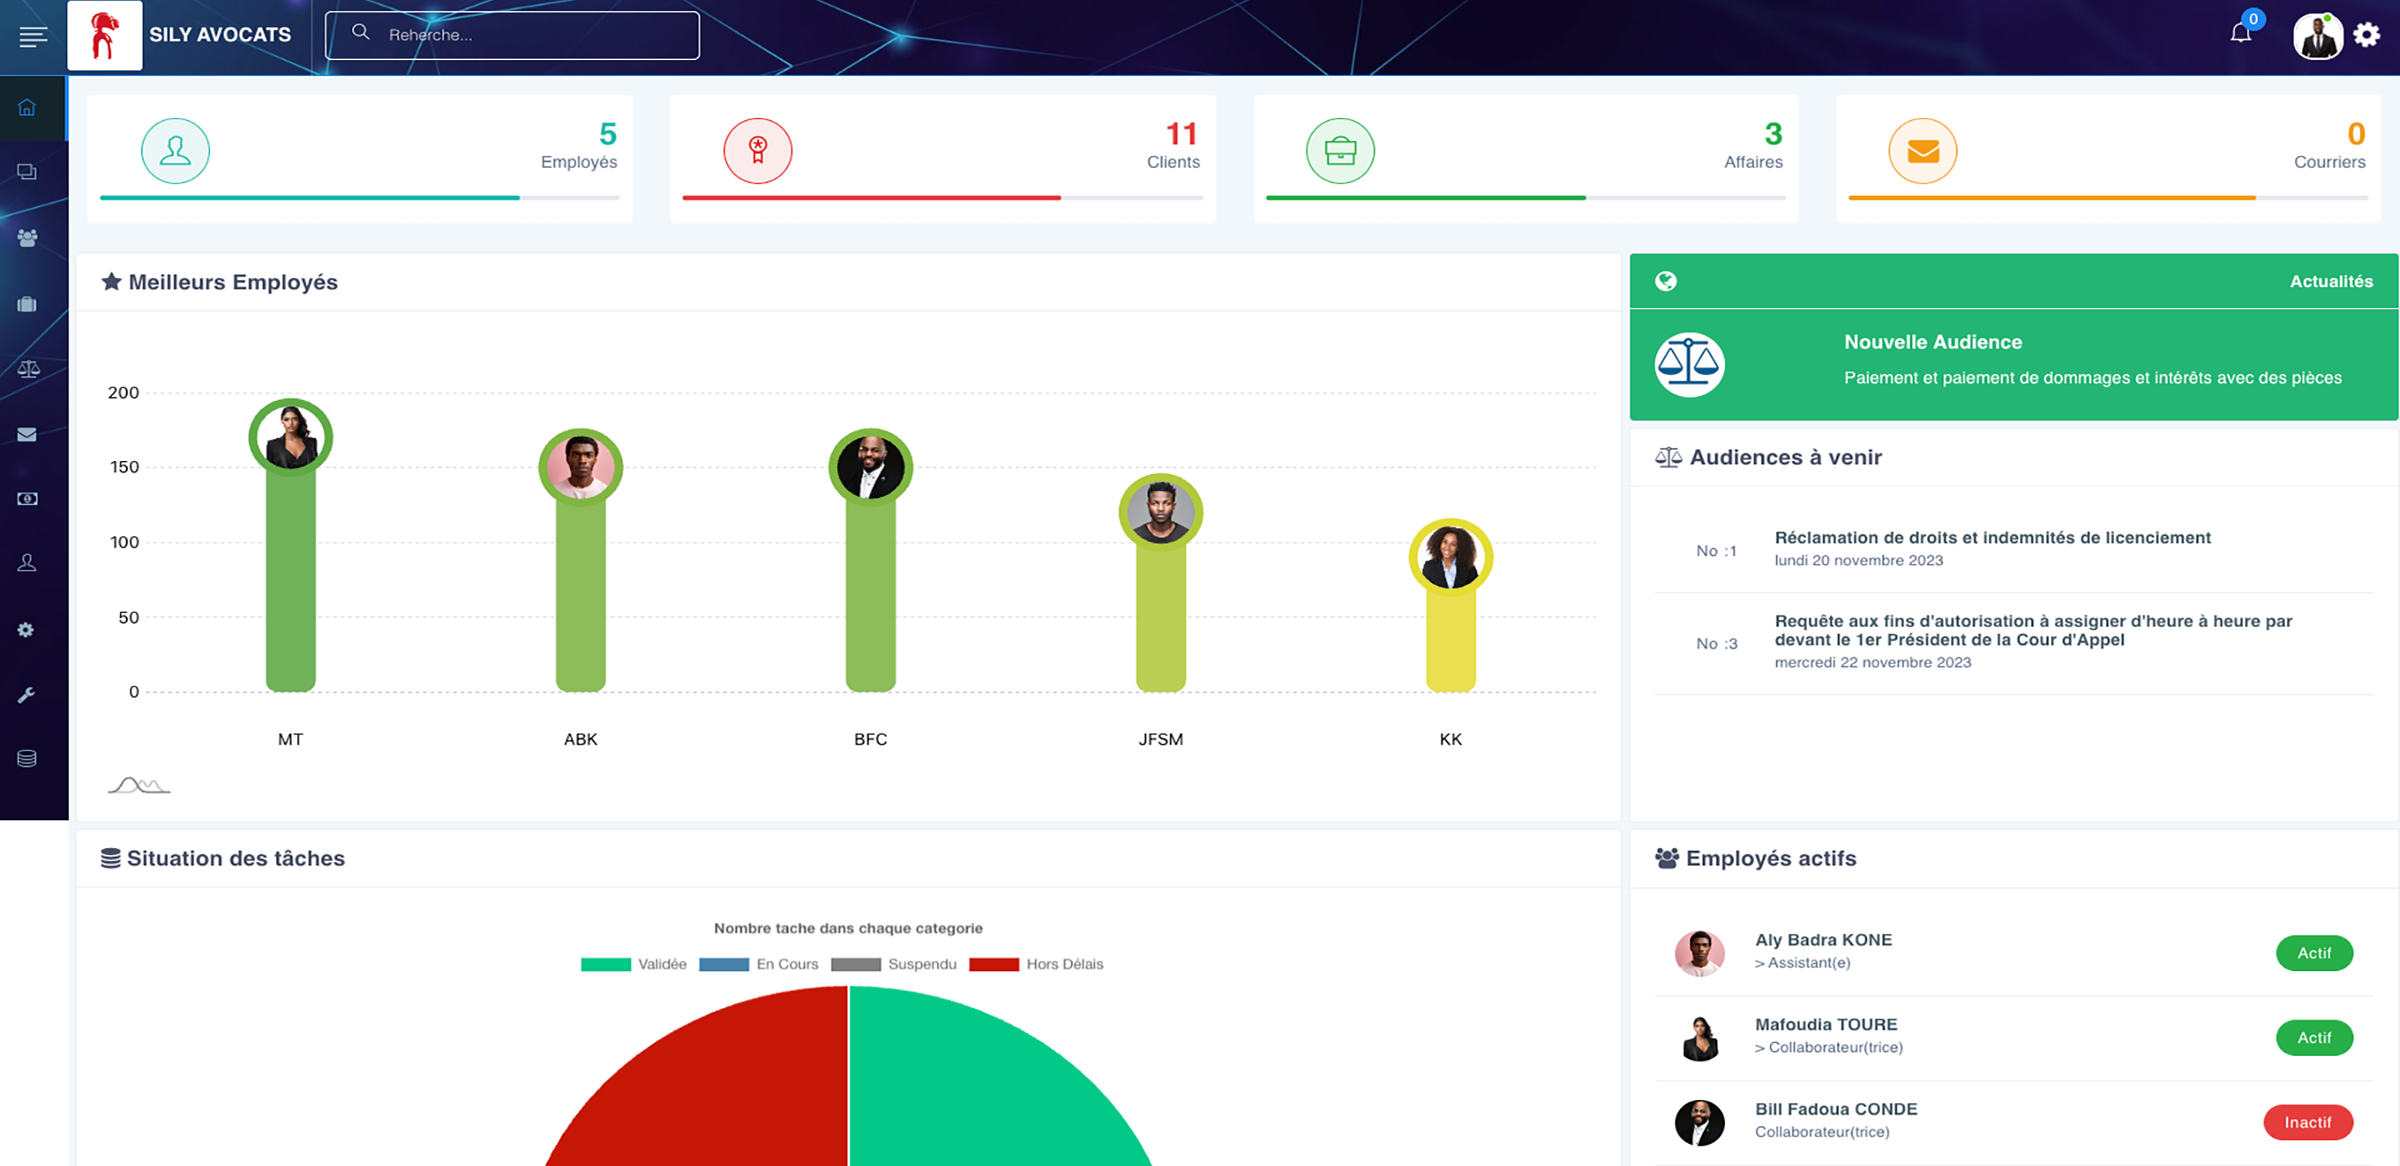 SILY AVOCATS
Reherche...
0
5
Employés
11
Clients
3
Affaires
0
Courriers
Meilleurs Employés
200
150
100
50
0
MT
ABK
BFC
JFSM
KK
Actualités
Nouvelle Audience
Paiement et paiement de dommages et intérêts avec des pièces
Audiences à venir
No :1
Réclamation de droits et indemnités de licenciement
lundi 20 novembre 2023
No :3
Requête aux fins d'autorisation à assigner d'heure à heure par
devant le 1er Président de la Cour d'Appel
mercredi 22 novembre 2023
Situation des tâches
Nombre tache dans chaque categorie
Validée En Cours Suspendu Hors Délais
Employés actifs
Aly Badra KONE
> Assistant(e)
Actif
Mafoudia TOURE
> Collaborateur(trice)
Actif
Bill Fadoua CONDE
Collaborateur(trice)
Inactif